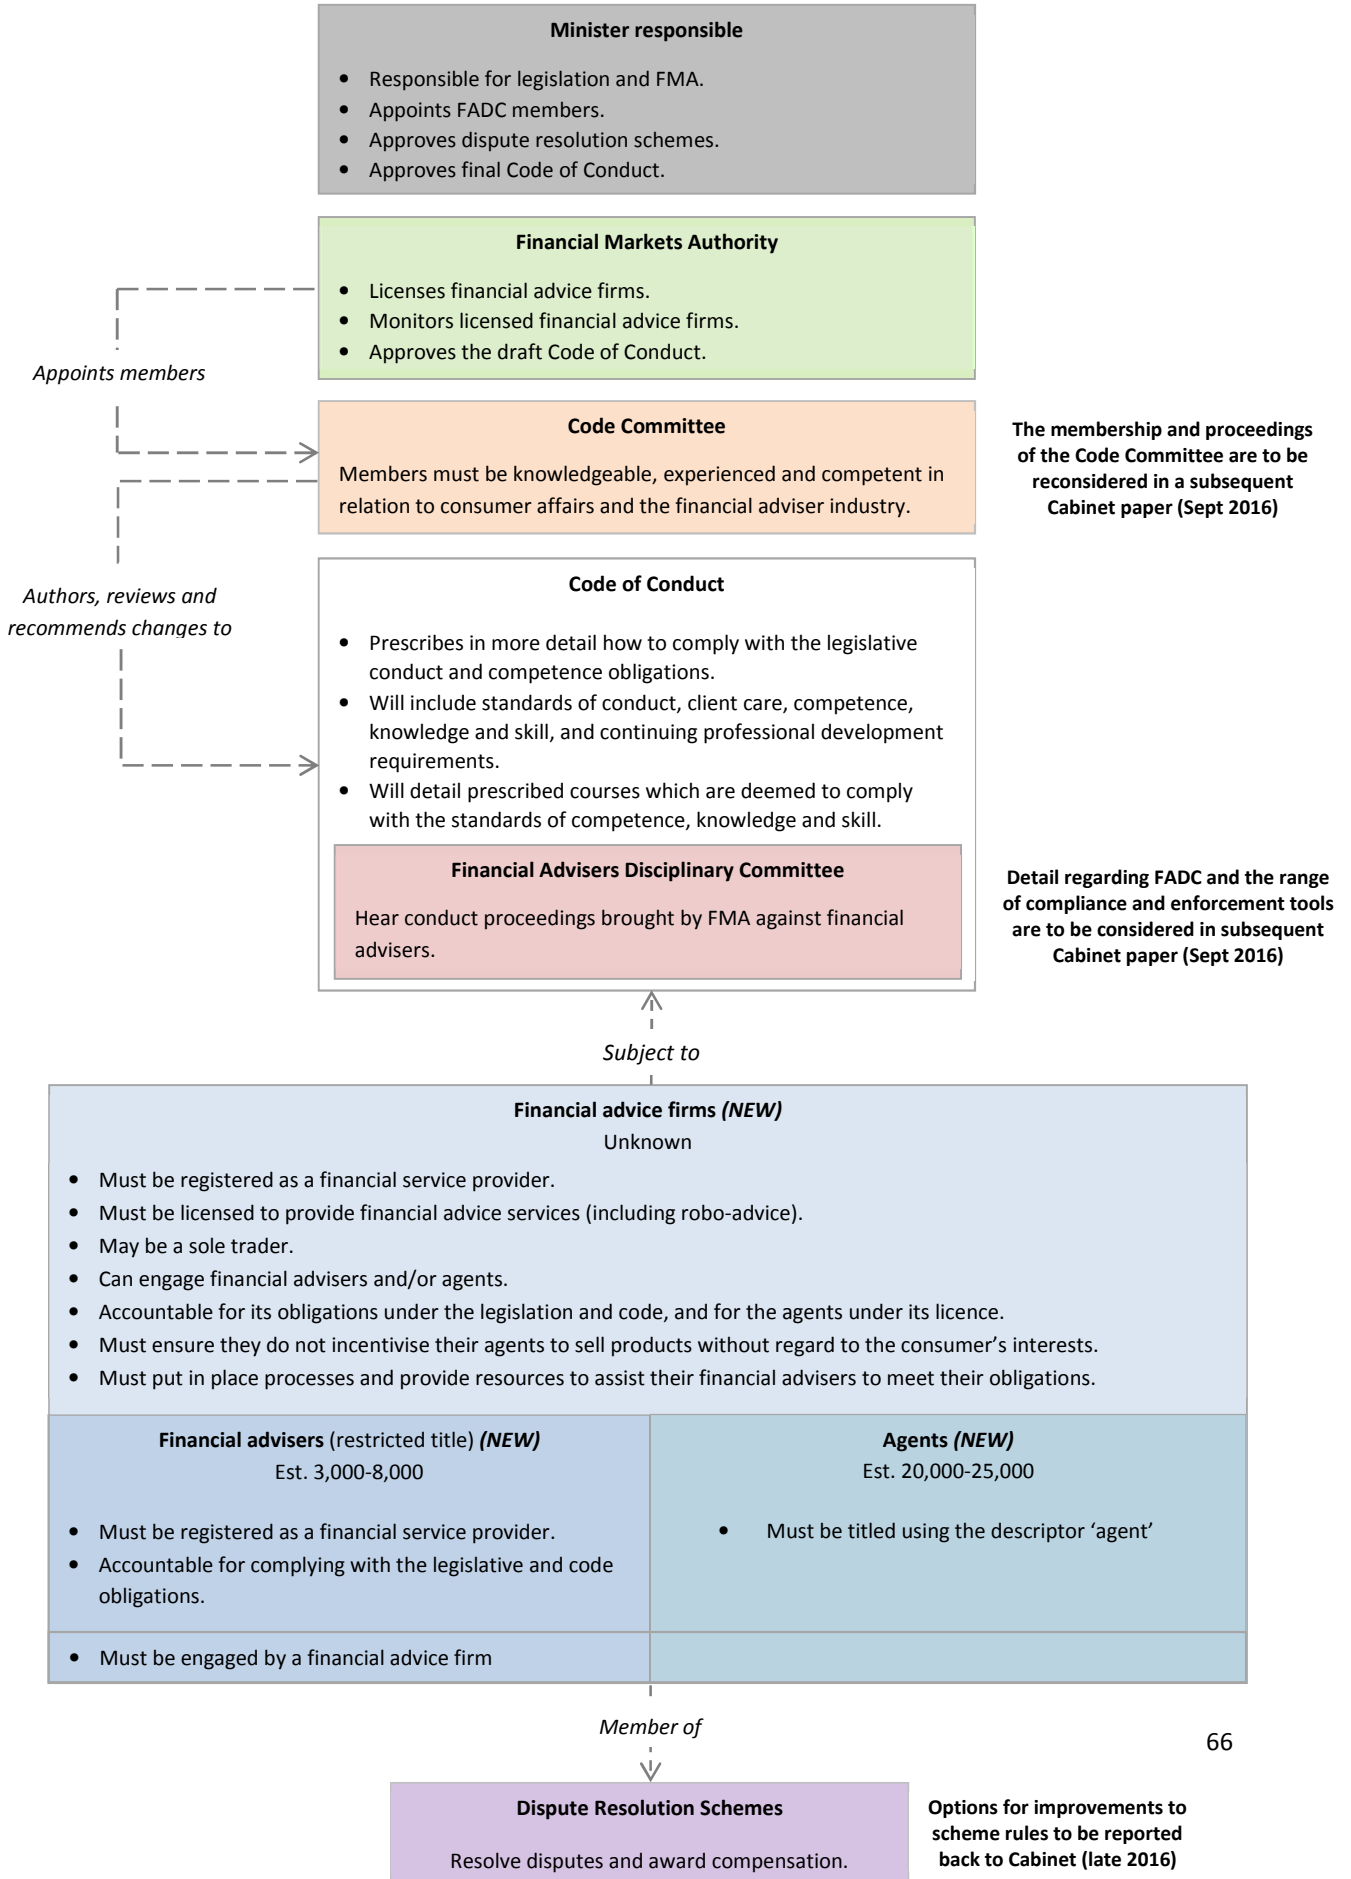 Minister responsible
• Responsible for legislation and FMA.
• Appoints FADC members.
• Approves dispute resolution schemes.
• Approves final Code of Conduct.
Financial Markets Authority
• Licenses financial advice firms.
• Monitors licensed financial advice firms.
• Approves the draft Code of Conduct.
Appoints members
Code Committee
Members must be knowledgeable, experienced and competent in
relation to consumer affairs and the financial adviser industry.
The membership and proceedings
of the Code Committee are to be
reconsidered in a subsequent
Cabinet paper (Sept 2016)
Authors, reviews and
recommends changes to
Code of Conduct
• Prescribes in more detail how to comply with the legislative
conduct and competence obligations.
• Will include standards of conduct, client care, competence,
knowledge and skill, and continuing professional development
requirements.
• Will detail prescribed courses which are deemed to comply
with the standards of competence, knowledge and skill.
Financial Advisers Disciplinary Committee
Hear conduct proceedings brought by FMA against financial
advisers.
Detail regarding FADC and the range
of compliance and enforcement tools
are to be considered in subsequent
Cabinet paper (Sept 2016)
Subject to
Financial advice firms (NEW)
Unknown
• Must be registered as a financial service provider.
• Must be licensed to provide financial advice services (including robo-advice).
• May be a sole trader.
• Can engage financial advisers and/or agents.
• Accountable for its obligations under the legislation and code, and for the agents under its licence.
• Must ensure they do not incentivise their agents to sell products without regard to the consumer’s interests.
• Must put in place processes and provide resources to assist their financial advisers to meet their obligations.
Financial advisers (restricted title) (NEW)
Est. 3,000-8,000
• Must be registered as a financial service provider.
• Accountable for complying with the legislative and code
obligations.
• Must be engaged by a financial advice firm
Agents (NEW)
Est. 20,000-25,000
• Must be titled using the descriptor ‘agent’
Member of
66
Dispute Resolution Schemes
Resolve disputes and award compensation.
Options for improvements to
scheme rules to be reported
back to Cabinet (late 2016)